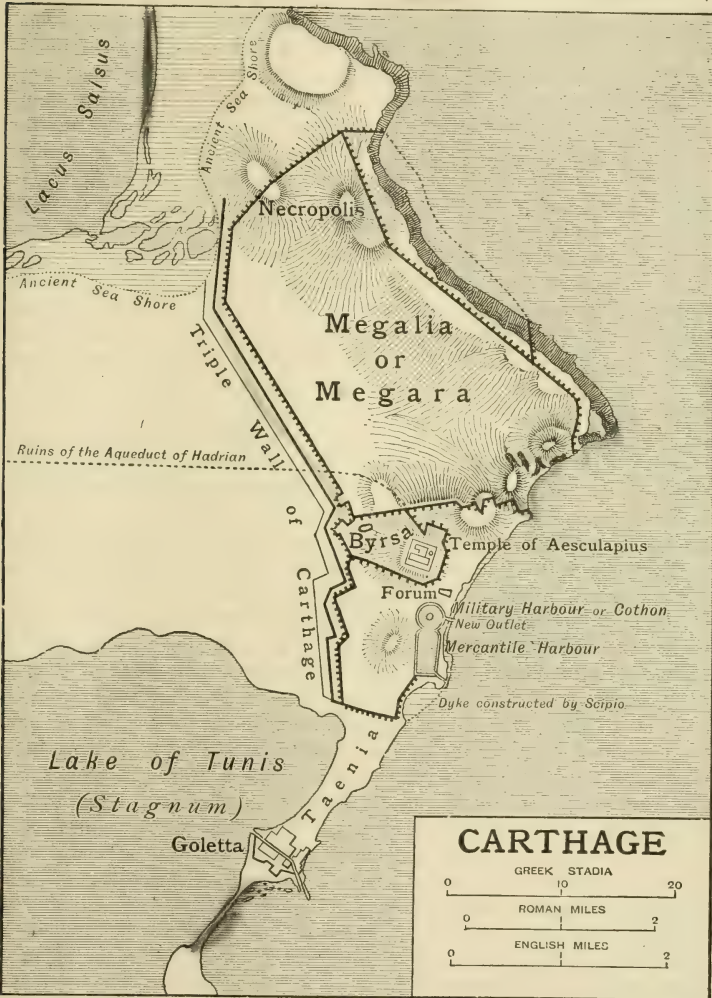 Lacus Salsus
Ancient Sea Shore
Necropolis
Ancient Sea Shore
Megalia
or
Megara
Triple Wall of Carthage
Ruins of the Aqueduct of Hadrian
Byrsa
Temple of Aesculapius
Forum
Military Harbour or Cothon
New Outlet
Mercantile Harbour
Dyke constructed by Scipio
Taenia
Lake of Tunis
(Stagnum)
Goletta
CARTHAGE
GREEK STADIA
0 10 20
ROMAN MILES
0 1 2
ENGLISH MILES
0 1 2